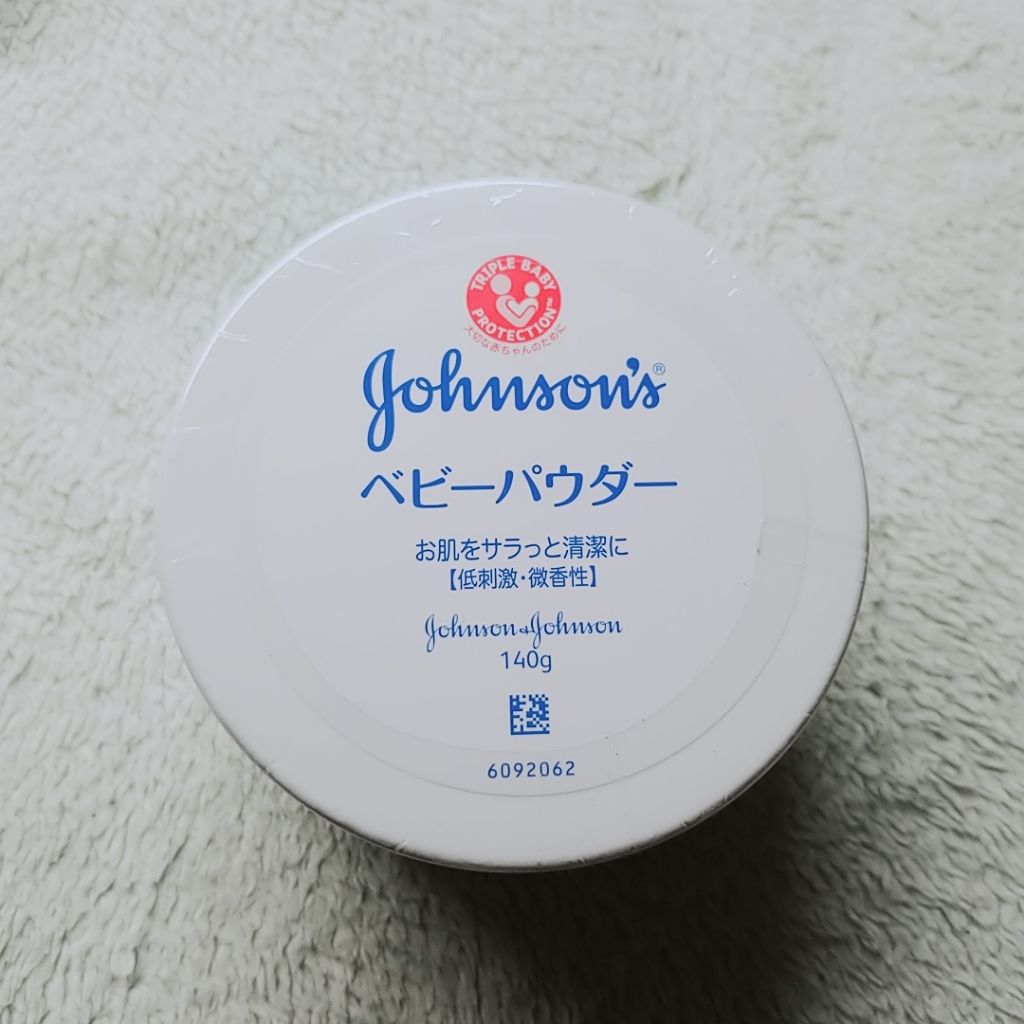 TRIPLE BABY
PROTECTION™
大切な赤ちゃんのために
Johnson's®
ベビーパウダー
お肌をサラっと清潔に
【低刺激・微香性】
Johnson & Johnson
140g
6092062